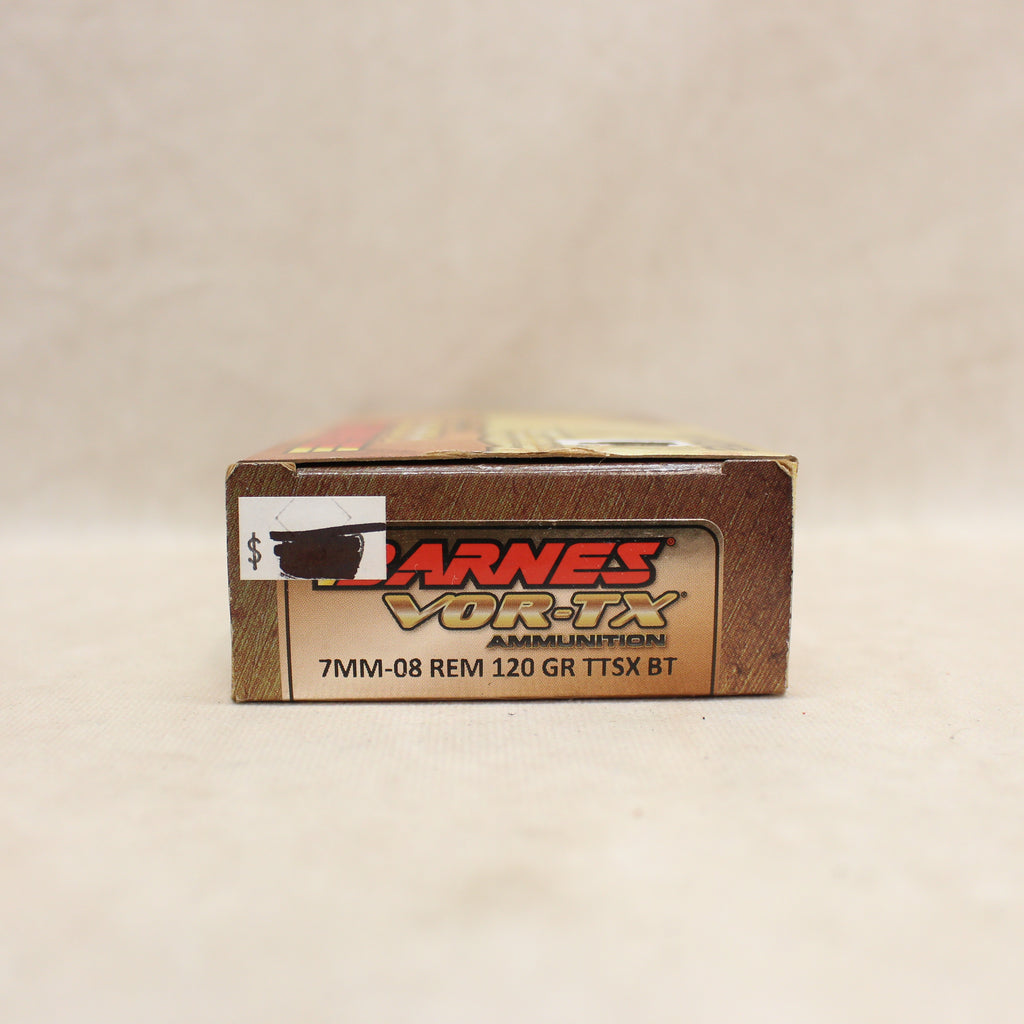 $
BARNES®
VOR-TX®
AMMUNITION
7MM-08 REM 120 GR TTSX BT